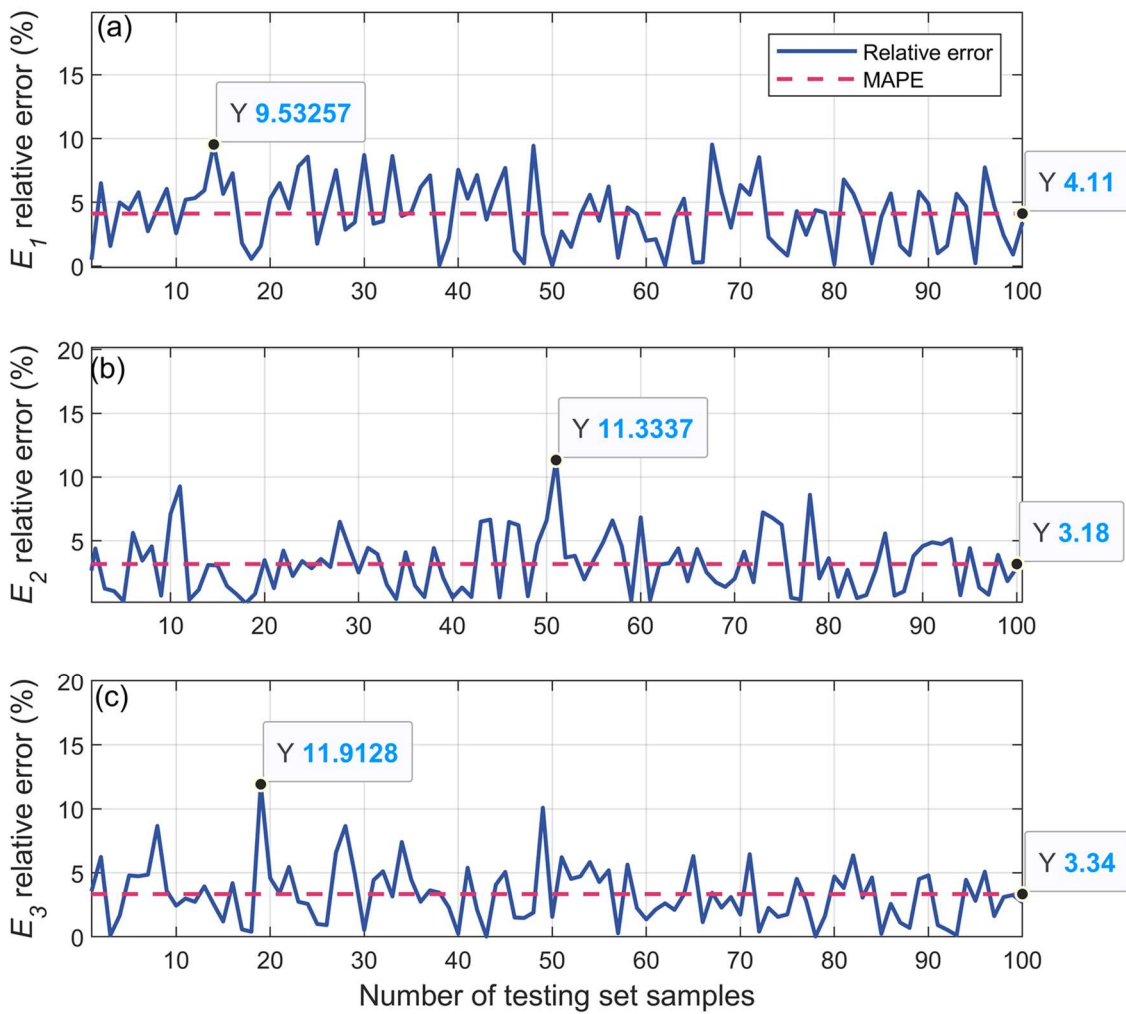 (a)
E1 relative error (%)
15
10
5
0
Y 9.53257
Relative error
MAPE
Y 4.11
10 20 30 40 50 60 70 80 90 100
(b)
E2 relative error (%)
20
15
10
5
Y 11.3337
Y 3.18
10 20 30 40 50 60 70 80 90 100
(c)
E3 relative error (%)
20
15
10
5
0
Y 11.9128
Y 3.34
10 20 30 40 50 60 70 80 90 100
Number of testing set samples